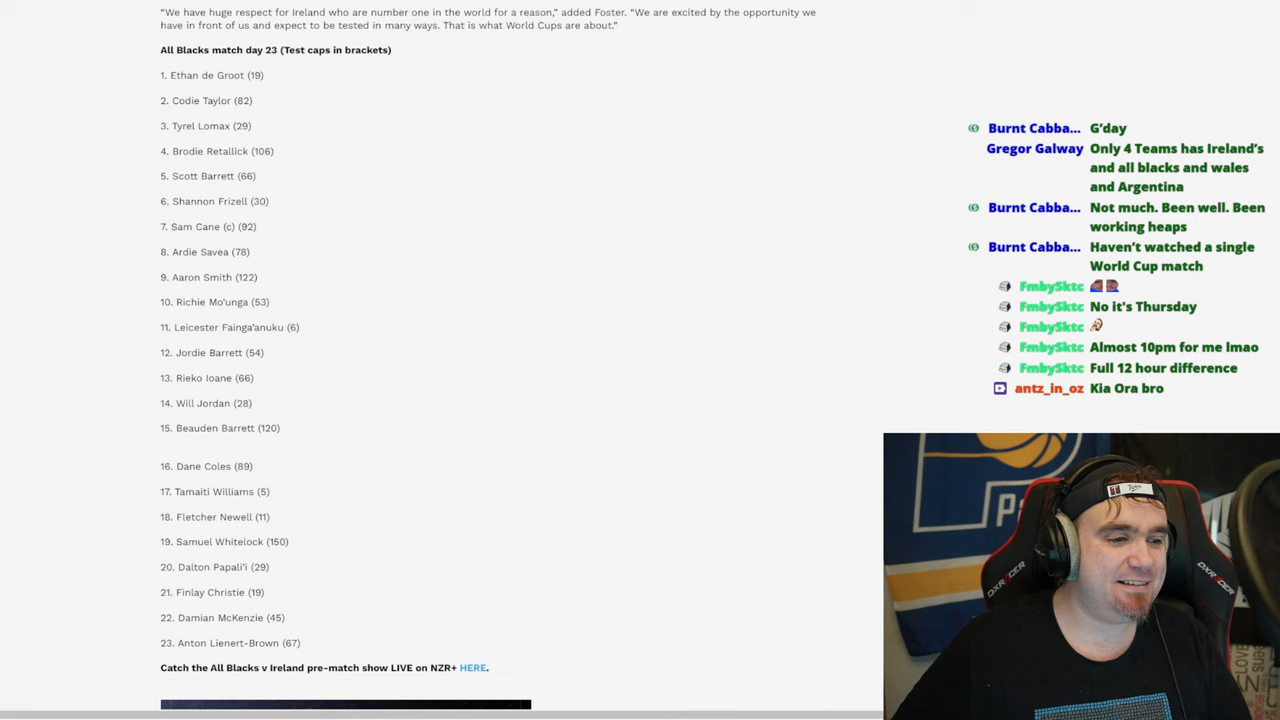 “We have huge respect for Ireland who are number one in the world for a reason,” added Foster. “We are excited by the opportunity we
have in front of us and expect to be tested in many ways. That is what World Cups are about.”
All Blacks match day 23 (Test caps in brackets)
1. Ethan de Groot (19)
2. Codie Taylor (82)
3. Tyrel Lomax (29)
4. Brodie Retallick (106)
5. Scott Barrett (66)
6. Shannon Frizell (30)
7. Sam Cane (c) (92)
8. Ardie Savea (78)
9. Aaron Smith (122)
10. Richie Mo’unga (53)
11. Leicester Fainga’anuku (6)
12. Jordie Barrett (54)
13. Rieko Ioane (66)
14. Will Jordan (28)
15. Beauden Barrett (120)
16. Dane Coles (89)
17. Tamaiti Williams (5)
18. Fletcher Newell (11)
19. Samuel Whitelock (150)
20. Dalton Papali’i (29)
21. Finlay Christie (19)
22. Damian McKenzie (45)
23. Anton Lienert-Brown (67)
Catch the All Blacks v Ireland pre-match show LIVE on NZR+ HERE.
Burnt Cabba... G’day
Gregor Galway Only 4 Teams has Ireland’s
and all blacks and wales
and Argentina
Burnt Cabba... Not much. Been well. Been
working heaps
Burnt Cabba... Haven’t watched a single
World Cup match
FmbySktc
FmbySktc No it's Thursday
FmbySktc
FmbySktc Almost 10pm for me lmao
FmbySktc Full 12 hour difference
antz_in_oz Kia Ora bro
DXRACER
DXRACER